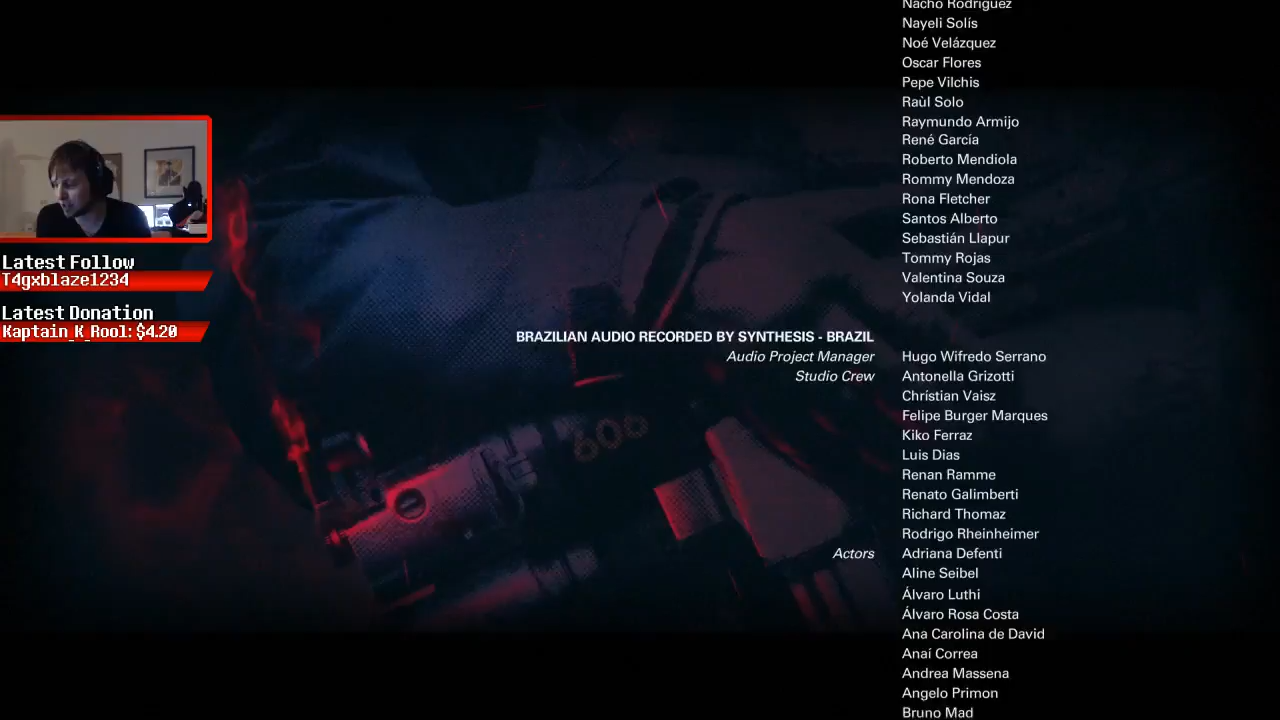 Nacho Rodríguez
Nayeli Solís
Noé Velázquez
Oscar Flores
Pepe Vilchis
Raùl Solo
Raymundo Armijo
René García
Roberto Mendiola
Rommy Mendoza
Rona Fletcher
Santos Alberto
Sebastián Llapur
Tommy Rojas
Valentina Souza
Yolanda Vidal
Latest Follow
T4gxblaze1234
Latest Donation
Kaptain_K_Rool: $4.20
BRAZILIAN AUDIO RECORDED BY SYNTHESIS - BRAZIL
Audio Project Manager Hugo Wifredo Serrano
Studio Crew Antonella Grizotti
Chrístian Vaisz
Felipe Burger Marques
Kiko Ferraz
Luis Dias
Renan Ramme
Renato Galimberti
Richard Thomaz
Rodrigo Rheinheimer
Actors Adriana Defenti
Aline Seibel
Álvaro Luthi
Álvaro Rosa Costa
Ana Carolina de David
Anaí Correa
Andrea Massena
Angelo Primon
Bruno Mad
606